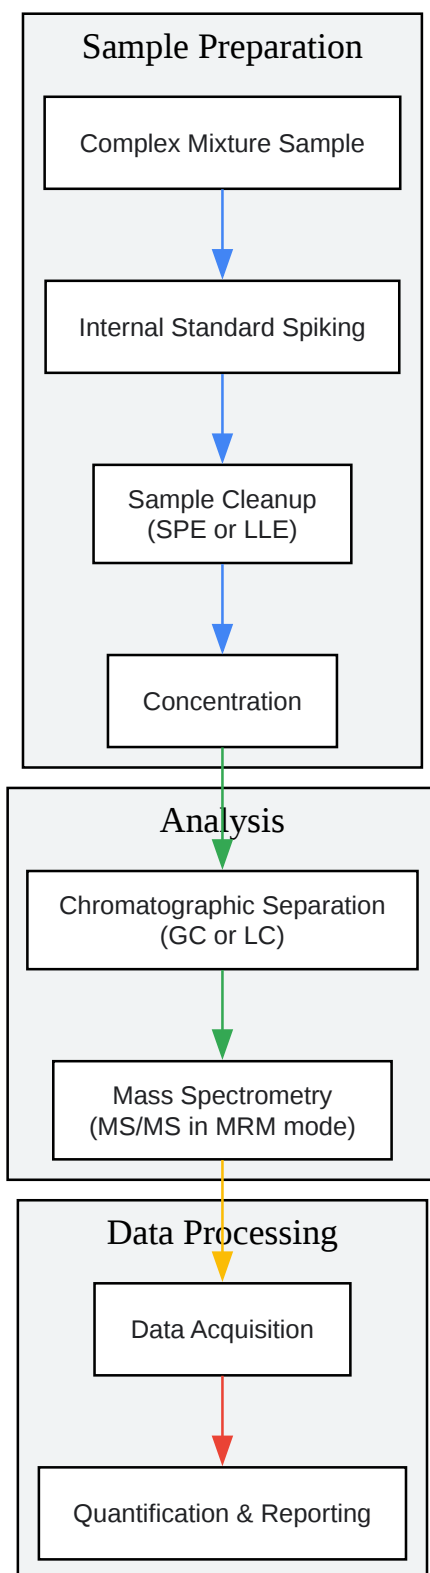 Sample Preparation
Complex Mixture Sample
Internal Standard Spiking
Sample Cleanup
(SPE or LLE)
Concentration
Analysis
Chromatographic Separation
(GC or LC)
Mass Spectrometry
(MS/MS in MRM mode)
Data Processing
Data Acquisition
Quantification & Reporting